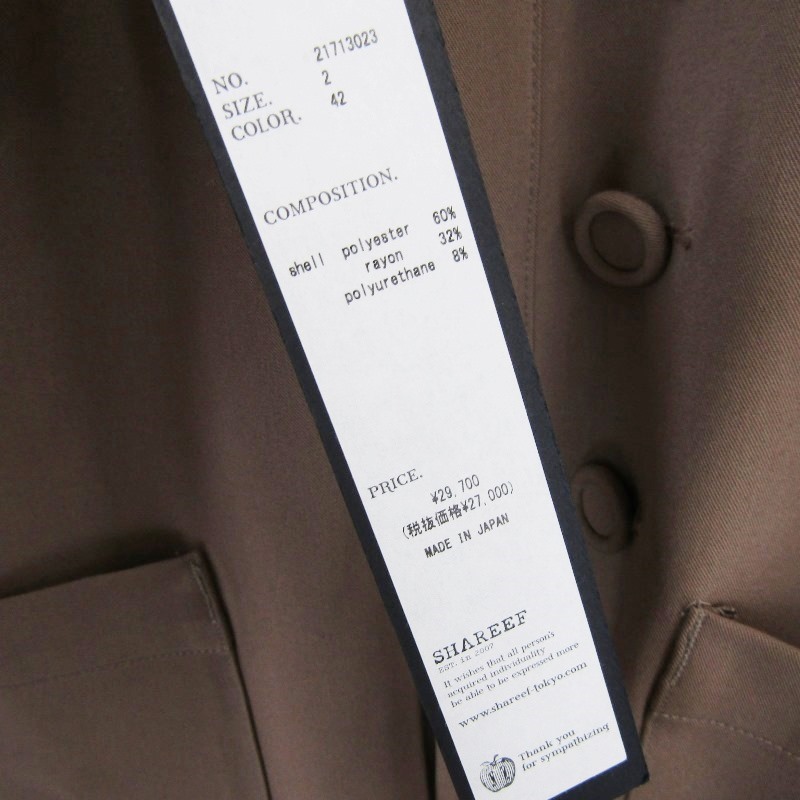 NO. 21713023
SIZE. 2
COLOR. 42
COMPOSITION.
shell polyester 60%
rayon 32%
polyurethane 8%
PRICE.
¥29,700
(税抜価格¥27,000)
MADE IN JAPAN
SHAREEF
EST. in 2007
It wishes that all person's
acquired individuality
be able to be expressed more
www.shareef-tokyo.com
Thank you
for sympathizing